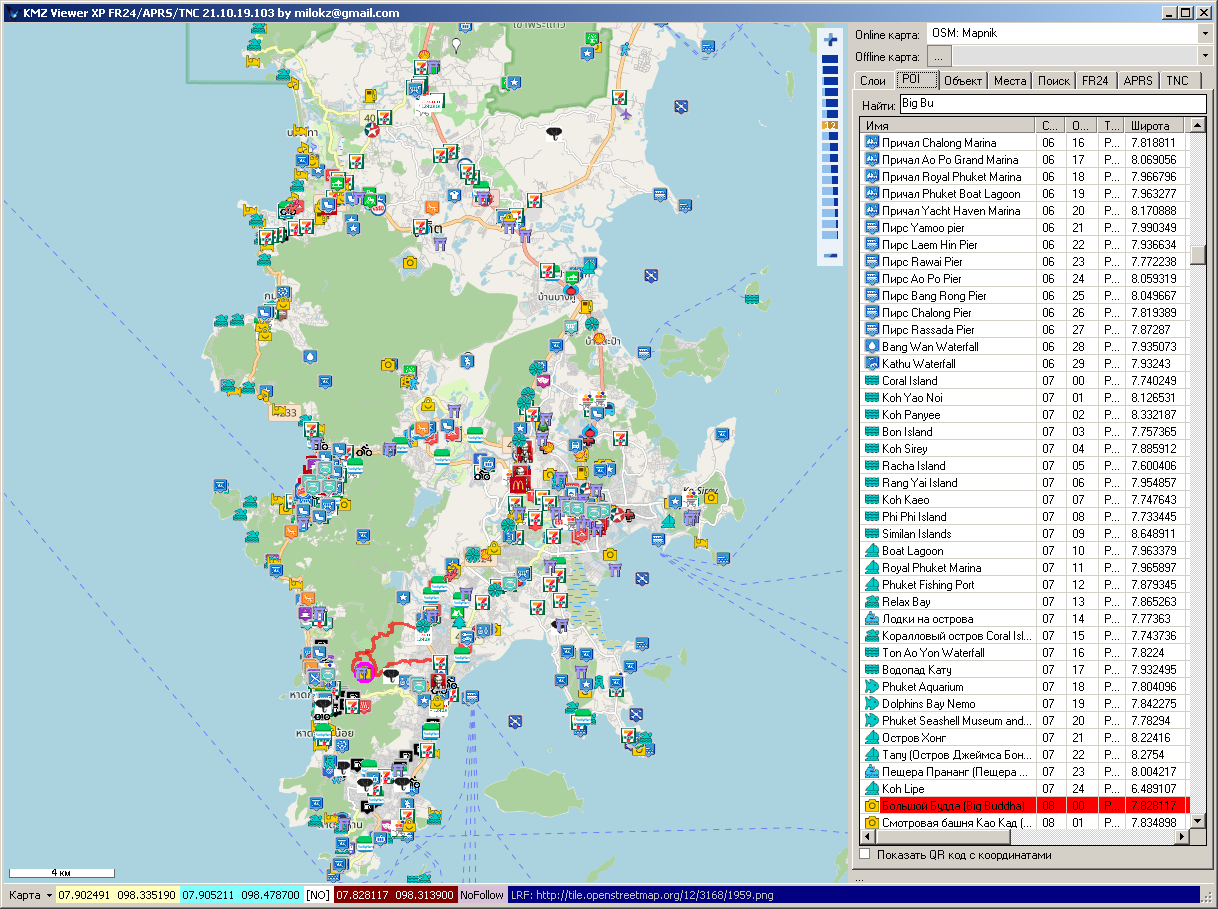 KMZ Viewer XP FR24/APRS/TNC 21.10.19.103 by milokz@gmail.com
Online карта: OSM: Mapnik
Offline карта: ...
Слои POI Объект Места Поиск FR24 APRS TNC
Найти: Big Bu
Имя С... О... Т... Широта
Причал Chalong Marina 06 16 P... 7.818811
Причал Ao Po Grand Marina 06 17 P... 8.069056
Причал Royal Phuket Marina 06 18 P... 7.966796
Причал Phuket Boat Lagoon 06 19 P... 7.963277
Причал Yacht Haven Marina 06 20 P... 8.170888
Пирс Yamoo pier 06 21 P... 7.990349
Пирс Laem Hin Pier 06 22 P... 7.936634
Пирс Rawai Pier 06 23 P... 7.772238
Пирс Ao Po Pier 06 24 P... 8.059319
Пирс Bang Rong Pier 06 25 P... 8.049667
Пирс Chalong Pier 06 26 P... 7.819389
Пирс Rassada Pier 06 27 P... 7.87287
Bang Wan Waterfall 06 28 P... 7.935073
Kathu Waterfall 06 29 P... 7.93243
Coral Island 07 00 P... 7.740249
Koh Yao Noi 07 01 P... 8.126531
Koh Panyee 07 02 P... 8.332187
Bon Island 07 03 P... 7.757365
Koh Sirey 07 04 P... 7.885912
Racha Island 07 05 P... 7.600406
Rang Yai Island 07 06 P... 7.954857
Koh Kaeo 07 07 P... 7.747643
Phi Phi Island 07 08 P... 7.733445
Similan Islands 07 09 P... 8.648911
Boat Lagoon 07 10 P... 7.963379
Royal Phuket Marina 07 11 P... 7.965897
Phuket Fishing Port 07 12 P... 7.879345
Relax Bay 07 13 P... 7.865263
Лодки на острова 07 14 P... 7.77363
Коралловый остров Coral Isl... 07 15 P... 7.743736
Ton Ao Yon Waterfall 07 16 P... 7.8224
Водопад Кату 07 17 P... 7.932495
Phuket Aquarium 07 18 P... 7.804096
Dolphins Bay Nemo 07 19 P... 7.842275
Phuket Seashell Museum and... 07 20 P... 7.78294
Остров Хонг 07 21 P... 8.22416
Тапу (Остров Джеймса Бон... 07 22 P... 8.2754
Пещера Прананг (Пещера ... 07 23 P... 8.004217
Koh Lipe 07 24 P... 6.489107
Большой Будда (Big Buddha) 08 00 P... 7.828117
Смотровая башня Као Кад (... 08 01 P... 7.834898
Показать QR код с координатами
...
12
40
บ้านบางคู
Ko Sirey
4 км
Карта 07.902491 098.335190 07.905211 098.478700 [NO] 07.828117 098.313900 NoFollow LRF: http://tile.openstreetmap.org/12/3168/1959.png